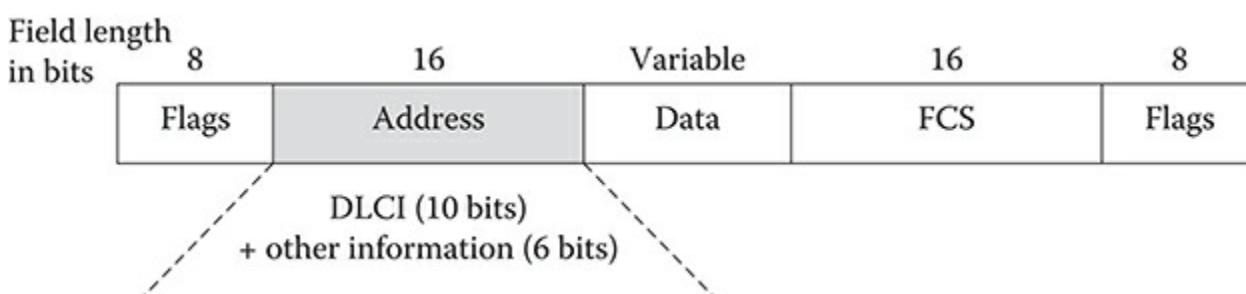 Field length
in bits
8 16 Variable 16 8
Flags Address Data FCS Flags
DLCI (10 bits)
+ other information (6 bits)